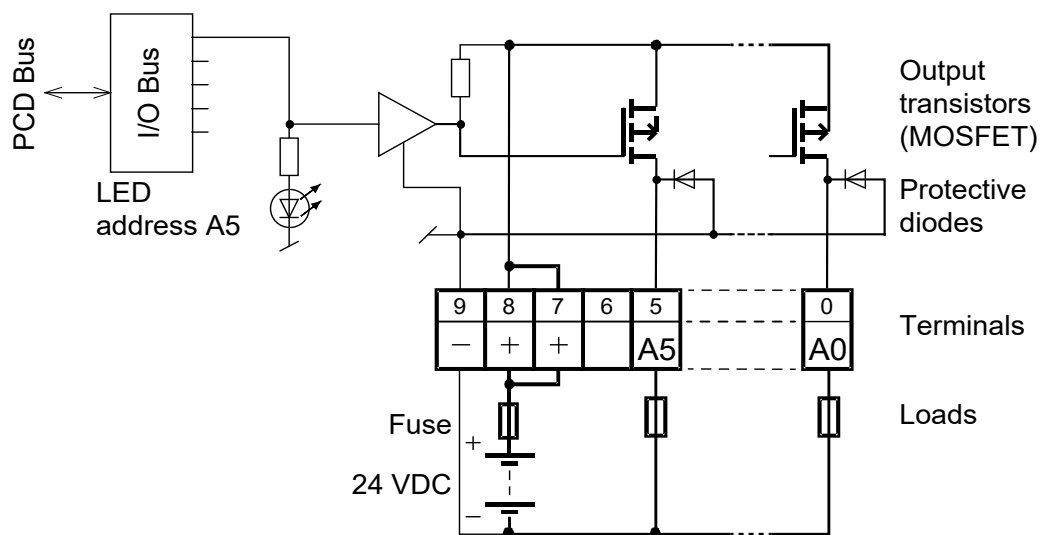 PCD Bus
I/O Bus
LED
address A5
Output
transistors
(MOSFET)
Protective
diodes
9 8 7 6 5 0
− + + A5 A0
Terminals
Fuse
Loads
+
24 VDC
−